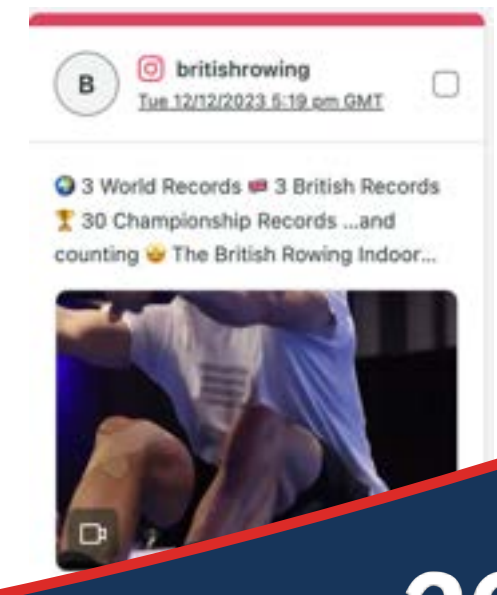 B
britishrowing
Tue 12/12/2023 5:19 pm GMT
🌍 3 World Records 🇬🇧 3 British Records
🏆 30 Championship Records ...and
counting 🤩 The British Rowing Indoor...